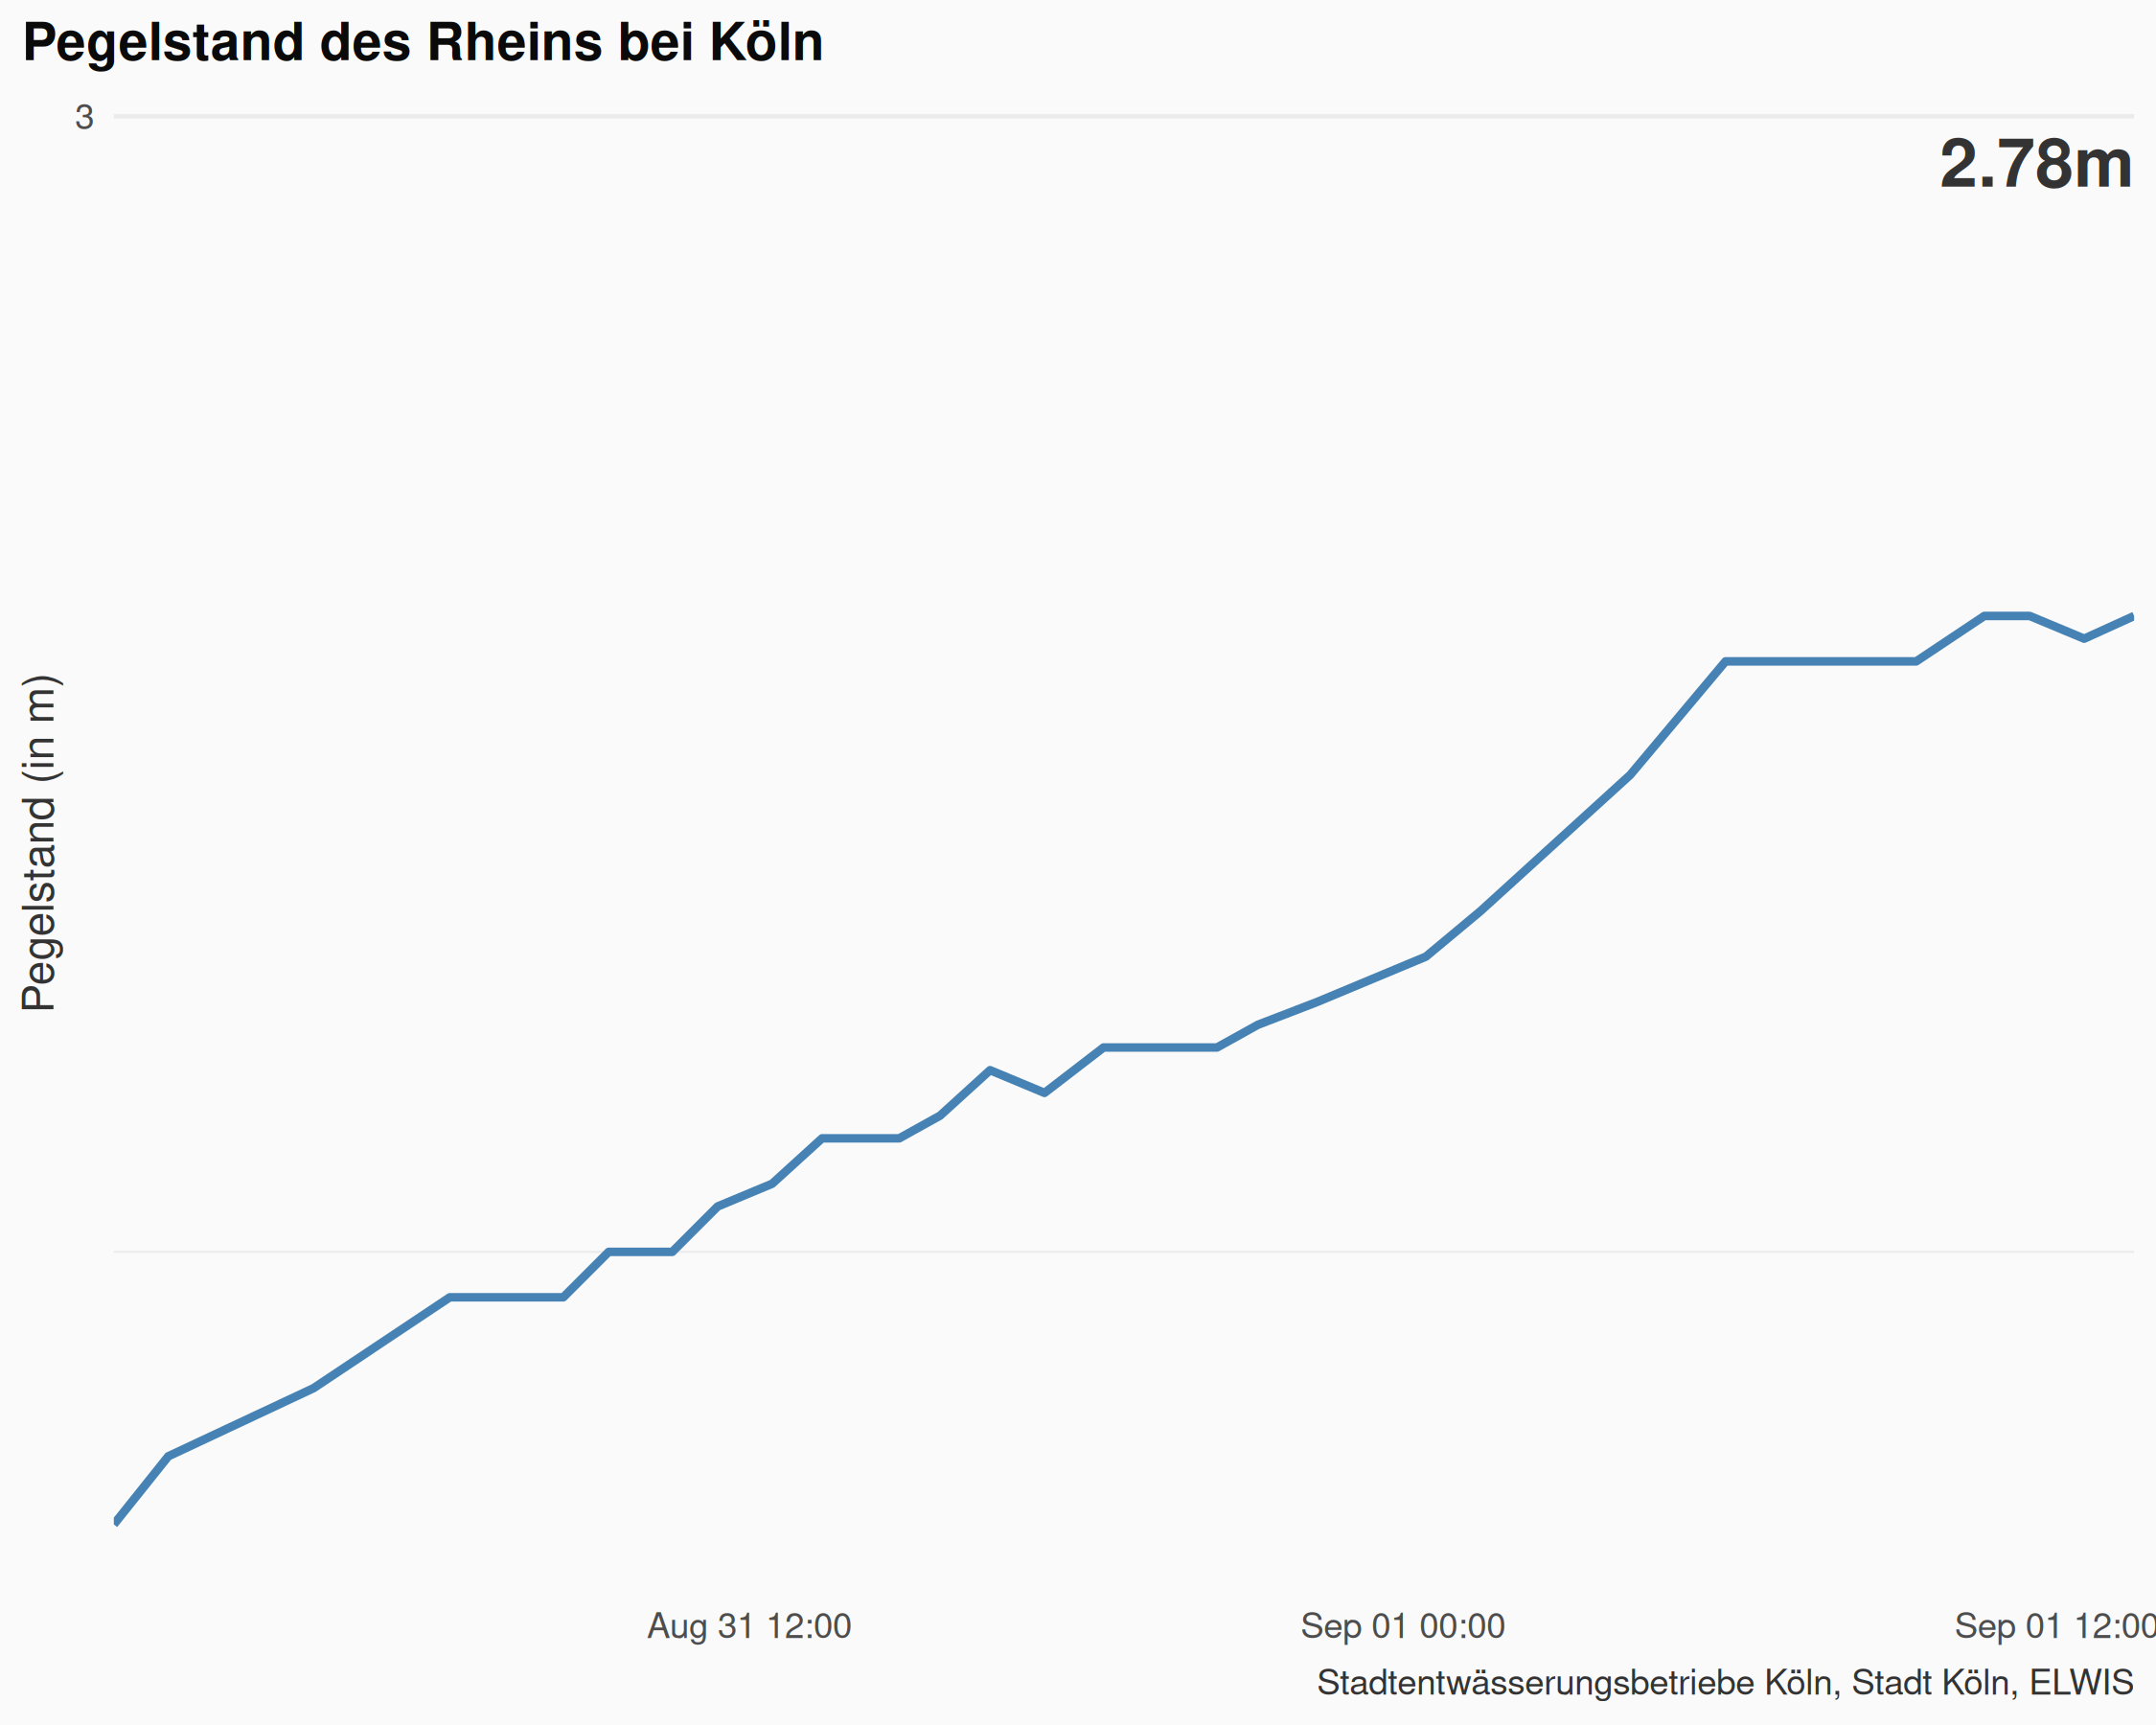 Pegelstand des Rheins bei Köln
3
2.78m
Pegelstand (in m)
Aug 31 12:00
Sep 01 00:00
Sep 01 12:00
Stadtentwässerungsbetriebe Köln, Stadt Köln, ELWIS